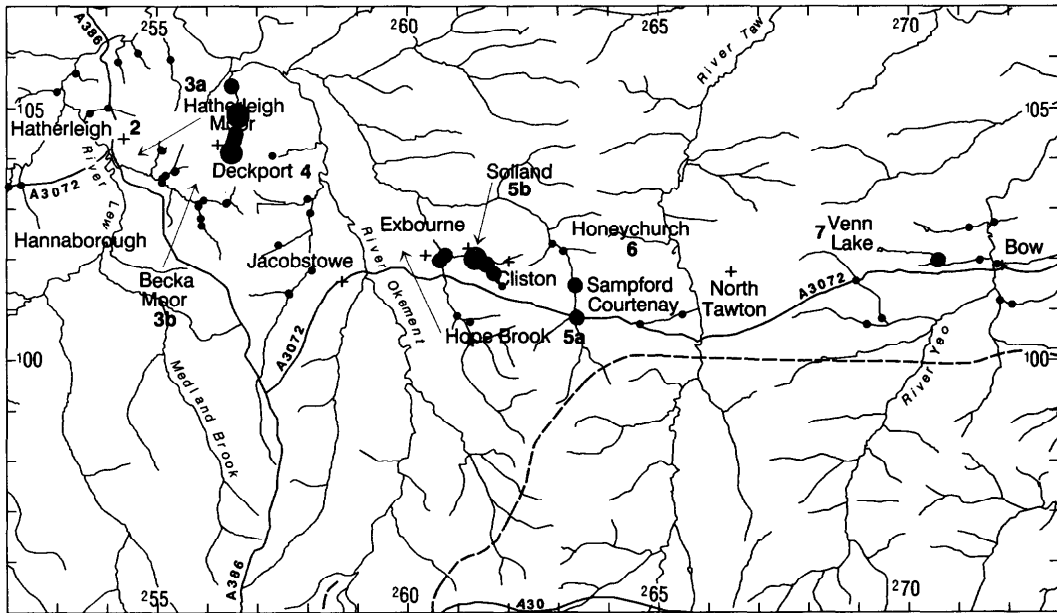 255
260
265
270
A386
River Taw
3a
105
Hatherleigh
Moor
105
Hatherleigh 2
River Lew
A3072
Deckport 4
Solland
5b
Exbourne
Honeychurch
6
7 Venn
Lake
Bow
Hannaborough
Jacobstowe
River Okement
Cliston
Becka
Moor
3b
Sampford
Courtenay
North
Tawton
A3072
Hope Brook
5a
A3072
River Yeo
100
100
Medland Brook
A386
255
260
A30
265
270